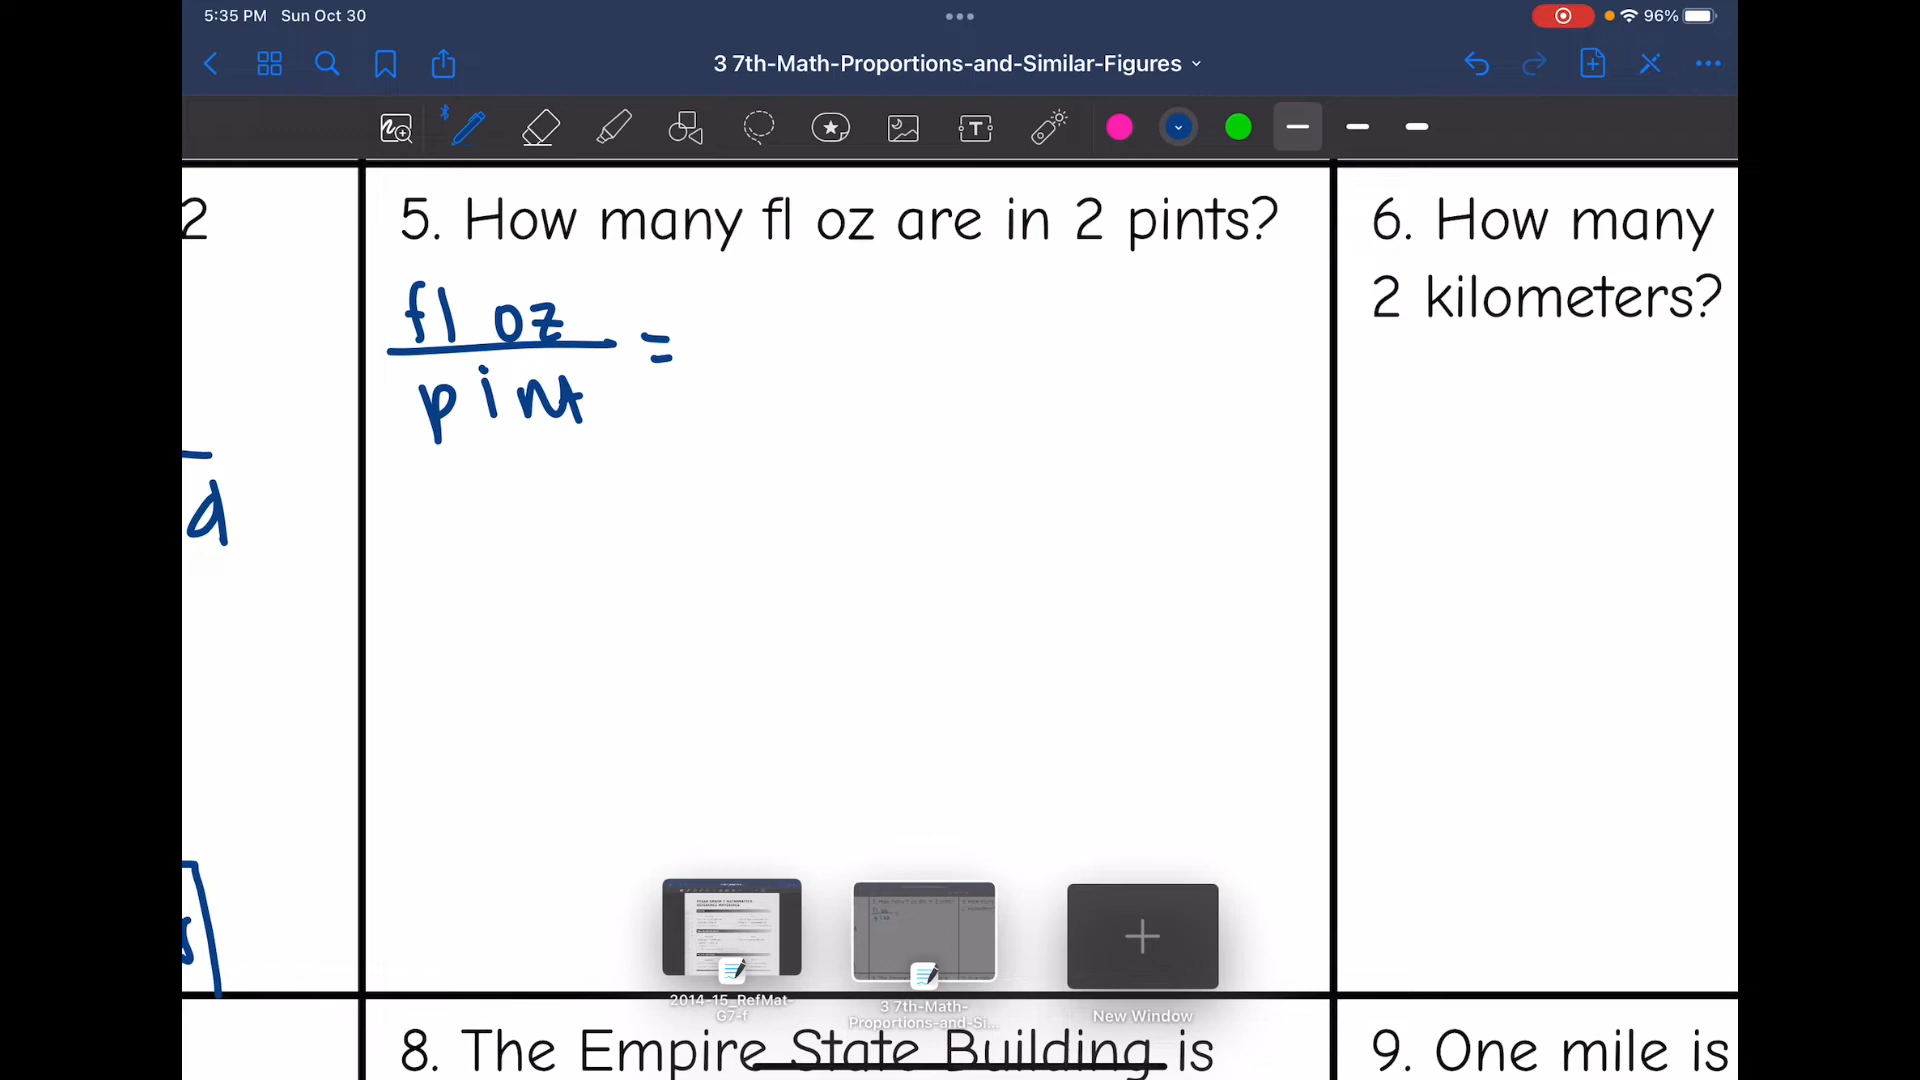 5:35 PM Sun Oct 30
96%
3 7th-Math-Proportions-and-Similar-Figures
2
5. How many fl oz are in 2 pints?
6. How many
2 kilometers?
fl oz
=
pint
d
s
2014-15_RefMat-
G7-f
3 7th-Math-
Proportions-and-Si...
New Window
8. The Empire State Building is
9. One mile is